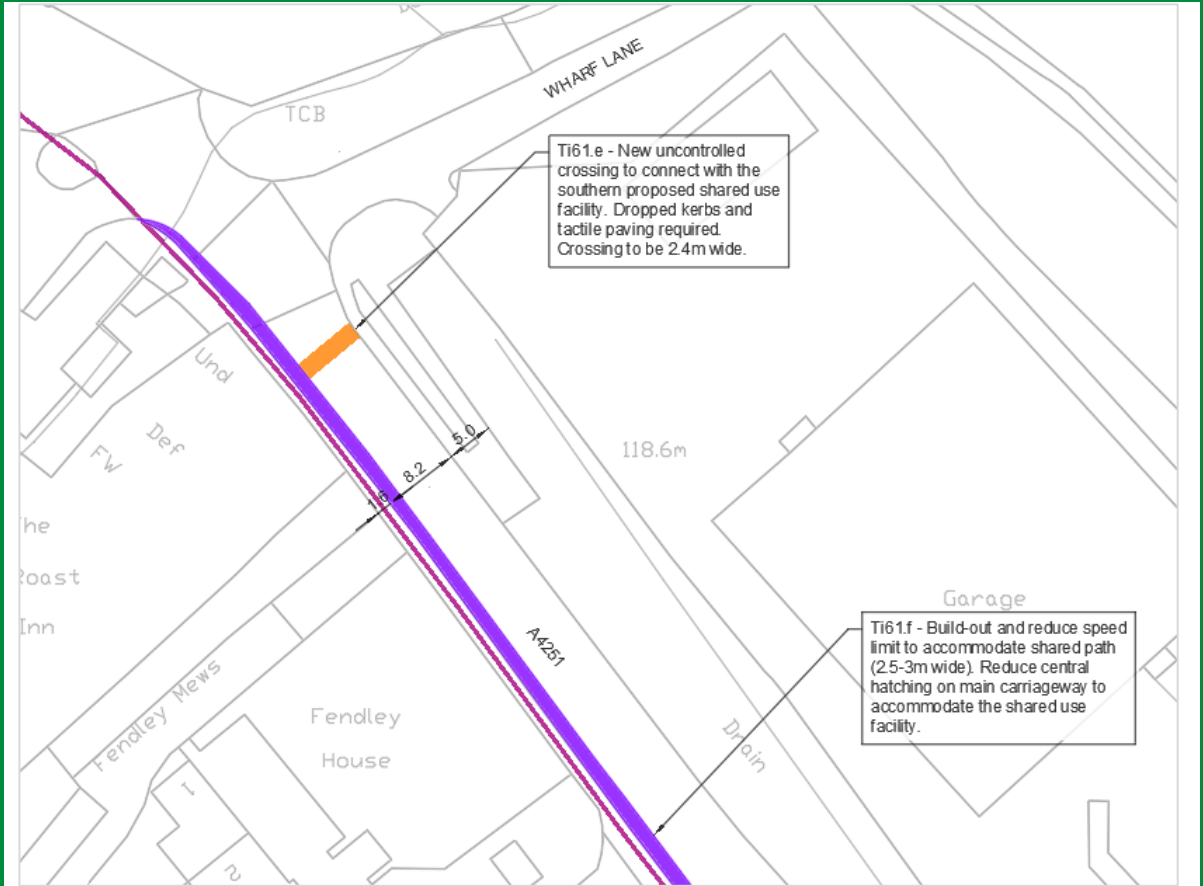 WHARF LANE
TCB
Ti61.e - New uncontrolled
crossing to connect with the
southern proposed shared use
facility. Dropped kerbs and
tactile paving required.
Crossing to be 2.4m wide.
Und
Def
FW
5.0
8.2
1.6
118.6m
he
Roast
Inn
Garage
Ti61.f - Build-out and reduce speed
limit to accommodate shared path
(2.5-3m wide). Reduce central
hatching on main carriageway to
accommodate the shared use
facility.
A4251
Fendley Mews
Fendley
House
Drain
1
2